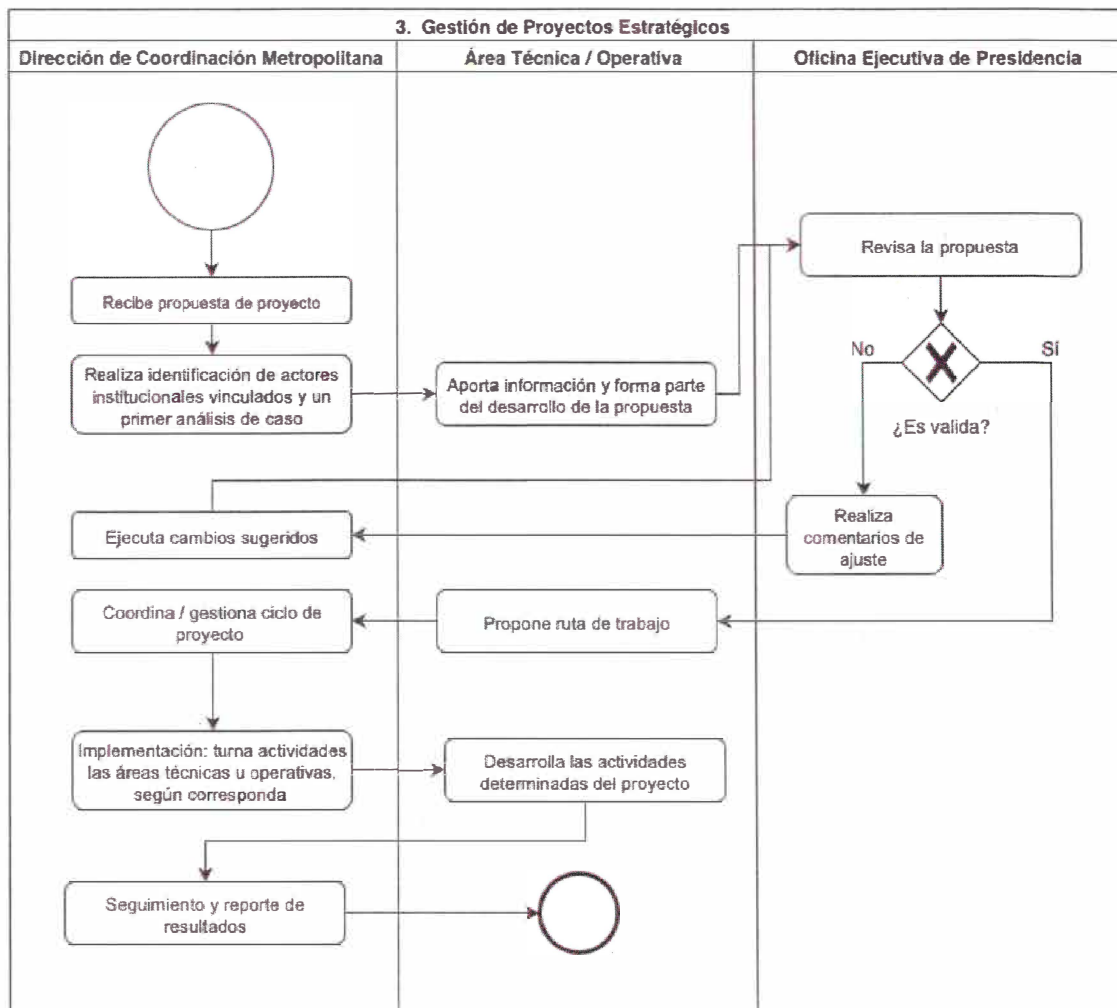 3. Gestión de Proyectos Estratégicos
Dirección de Coordinación Metropolitana
Área Técnica / Operativa
Oficina Ejecutiva de Presidencia
Revisa la propuesta
Recibe propuesta de proyecto
No
Sí
Realiza identificación de actores
institucionales vinculados y un
primer análisis de caso
Aporta información y forma parte
del desarrollo de la propuesta
¿Es valida?
Ejecuta cambios sugeridos
Realiza
comentarios de
ajuste
Coordina / gestiona ciclo de
proyecto
Propone ruta de trabajo
Implementación: turna actividades
las áreas técnicas u operativas,
según corresponda
Desarrolla las actividades
determinadas del proyecto
Seguimiento y reporte de
resultados